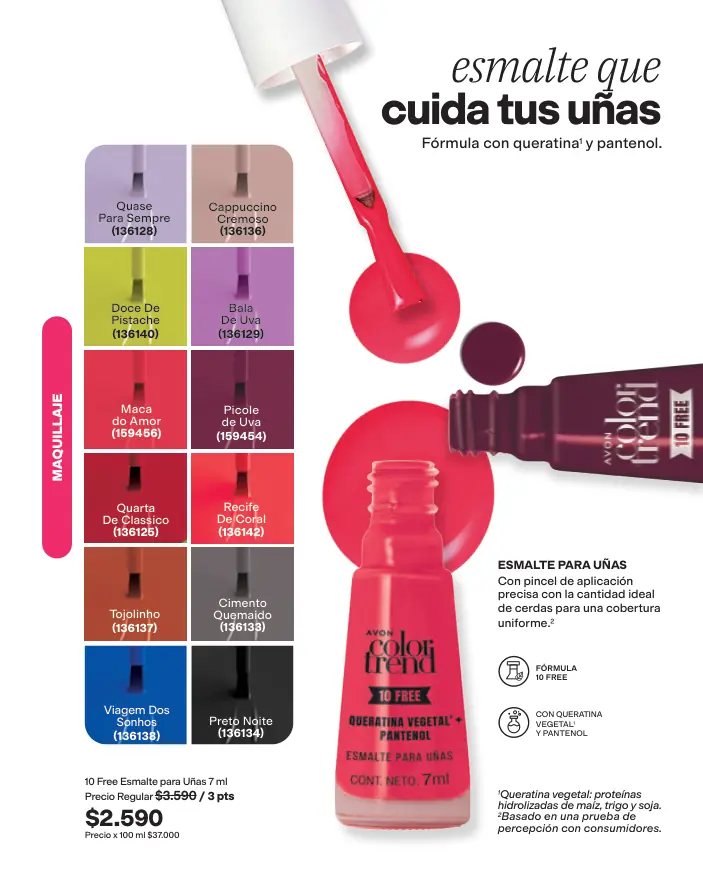 esmalte que
cuida tus uñas
Fórmula con queratina¹ y pantenol.
MAQUILLAJE
Quase
Para Sempre
(136128)
Cappuccino
Cremoso
(136136)
Doce De
Pistache
(136140)
Bala
De Uva
(136129)
Maca
do Amor
(159456)
Picole
de Uva
(159454)
Quarta
De Classico
(136125)
Recife
De Coral
(136142)
Tojolinho
(136137)
Cimento
Quemaido
(136133)
Viagem Dos
Sonhos
(136138)
Preto Noite
(136134)
AVON
color
trend
10 FREE
AVON
color
trend
10 FREE
QUERATINA VEGETAL¹ +
PANTENOL
ESMALTE PARA UÑAS
CONT. NETO. 7ml
ESMALTE PARA UÑAS
Con pincel de aplicación
precisa con la cantidad ideal
de cerdas para una cobertura
uniforme.²
FÓRMULA
10 FREE
CON QUERATINA
VEGETAL¹
Y PANTENOL
10 Free Esmalte para Uñas 7 ml
Precio Regular $3.590 / 3 pts
$2.590
Precio x 100 ml $37.000
¹Queratina vegetal: proteínas
hidrolizadas de maíz, trigo y soja.
²Basado en una prueba de
percepción con consumidores.